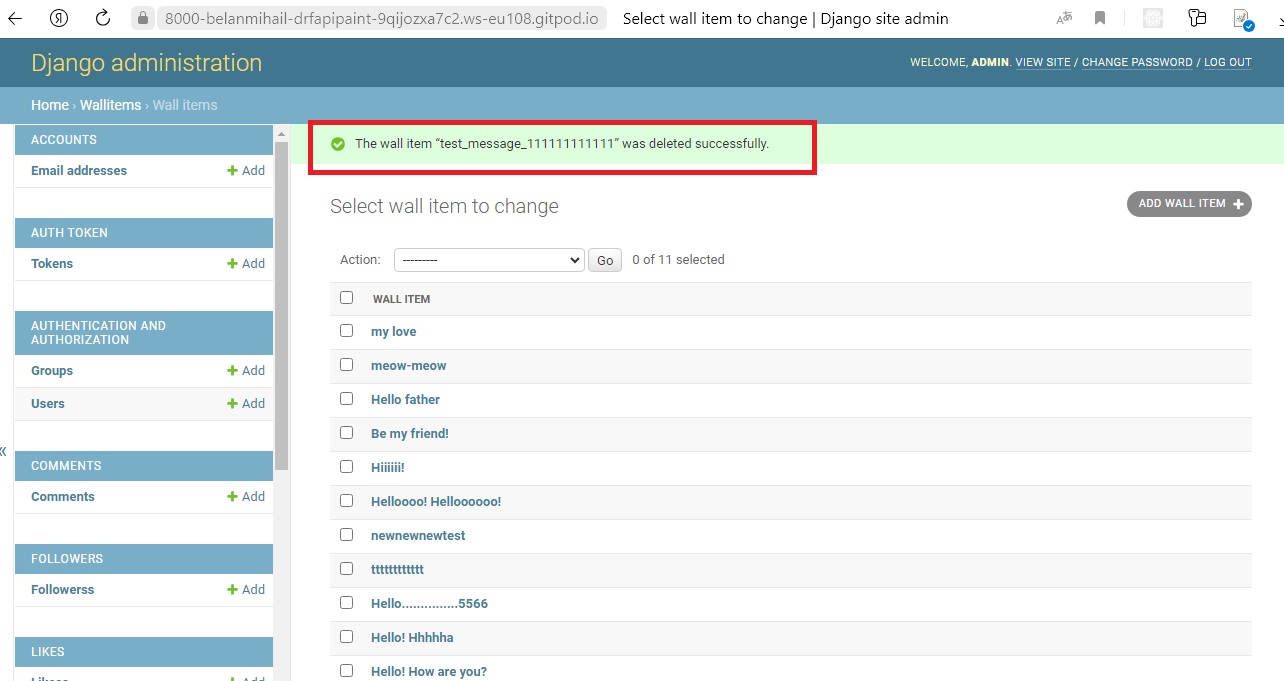 8000-belanmihail-drfapipaint-9qijozxa7c2.ws-eu108.gitpod.io Select wall item to change | Django site admin
Django administration
WELCOME, ADMIN. VIEW SITE / CHANGE PASSWORD / LOG OUT
Home › Wallitems › Wall items
«
ACCOUNTS
Email addresses + Add
AUTH TOKEN
Tokens + Add
AUTHENTICATION AND
AUTHORIZATION
Groups + Add
Users + Add
COMMENTS
Comments + Add
FOLLOWERS
Followerss + Add
LIKES
Likess + Add
The wall item “test_message_111111111111” was deleted successfully.
Select wall item to change
ADD WALL ITEM +
Action: --------- Go 0 of 11 selected
WALL ITEM
my love
meow-meow
Hello father
Be my friend!
Hiiiiii!
Helloooo! Helloooooo!
newnewnewtest
tttttttttttt
Hello...............5566
Hello! Hhhhha
Hello! How are you?